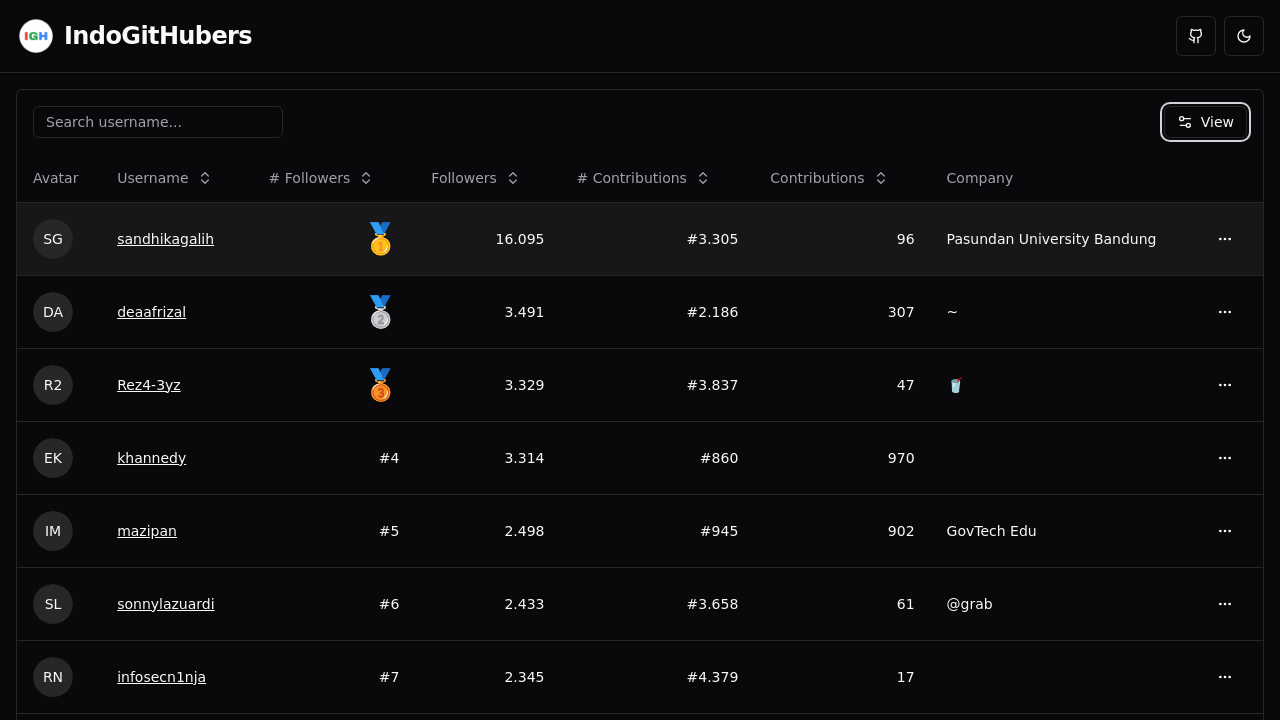 IGH IndoGitHubers
Search username...
View
Avatar Username # Followers Followers # Contributions Contributions Company
SG sandhikagalih 🥇 16.095 #3.305 96 Pasundan University Bandung
DA deaafrizal 🥈 3.491 #2.186 307 ~
R2 Rez4-3yz 🥉 3.329 #3.837 47 🥤
EK khannedy #4 3.314 #860 970
IM mazipan #5 2.498 #945 902 GovTech Edu
SL sonnylazuardi #6 2.433 #3.658 61 @grab
RN infosecn1nja #7 2.345 #4.379 17